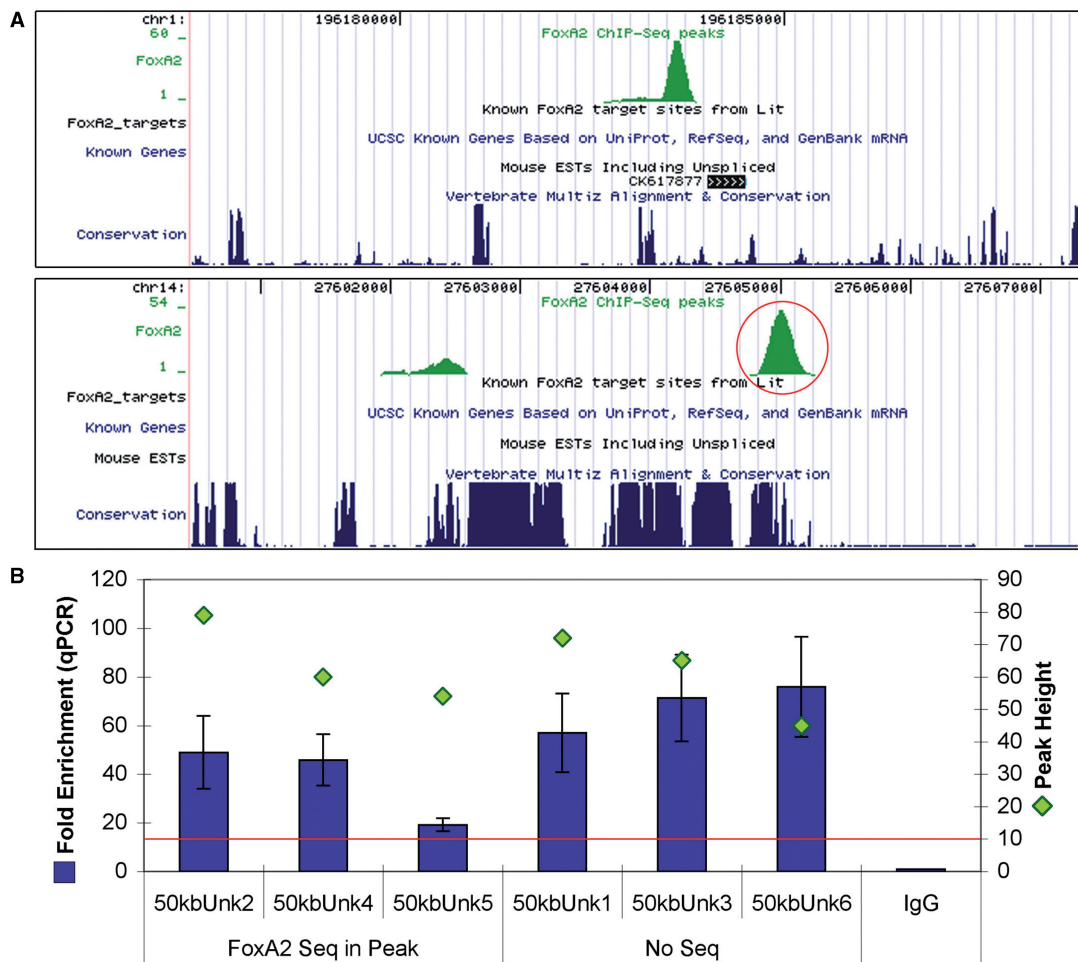 A
chr1: 196180000 196185000
60 _ FoxA2 ChIP-Seq peaks
FoxA2
1 _
Known FoxA2 target sites from Lit
FoxA2_targets
UCSC Known Genes Based on UniProt, RefSeq, and GenBank mRNA
Known Genes
Mouse ESTs Including Unspliced
CK617877
Vertebrate Multiz Alignment & Conservation
Conservation
chr14: 27602000 27603000 27604000 27605000 27606000 27607000
54 _ FoxA2 ChIP-Seq peaks
FoxA2
1 _
Known FoxA2 target sites from Lit
FoxA2_targets
UCSC Known Genes Based on UniProt, RefSeq, and GenBank mRNA
Known Genes
Mouse ESTs Including Unspliced
Mouse ESTs
Vertebrate Multiz Alignment & Conservation
Conservation
B
Fold Enrichment (qPCR)
120
100
80
60
40
20
0
90
80
70
60
50
40
30
20
10
0
Peak Height
50kbUnk2 50kbUnk4 50kbUnk5 50kbUnk1 50kbUnk3 50kbUnk6 IgG
FoxA2 Seq in Peak No Seq